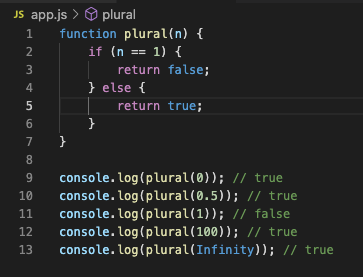 JS app.js > plural
1 function plural(n) {
2     if (n == 1) {
3         return false;
4     } else {
5         return true;
6     }
7 }
8
9 console.log(plural(0)); // true
10 console.log(plural(0.5)); // true
11 console.log(plural(1)); // false
12 console.log(plural(100)); // true
13 console.log(plural(Infinity)); // true